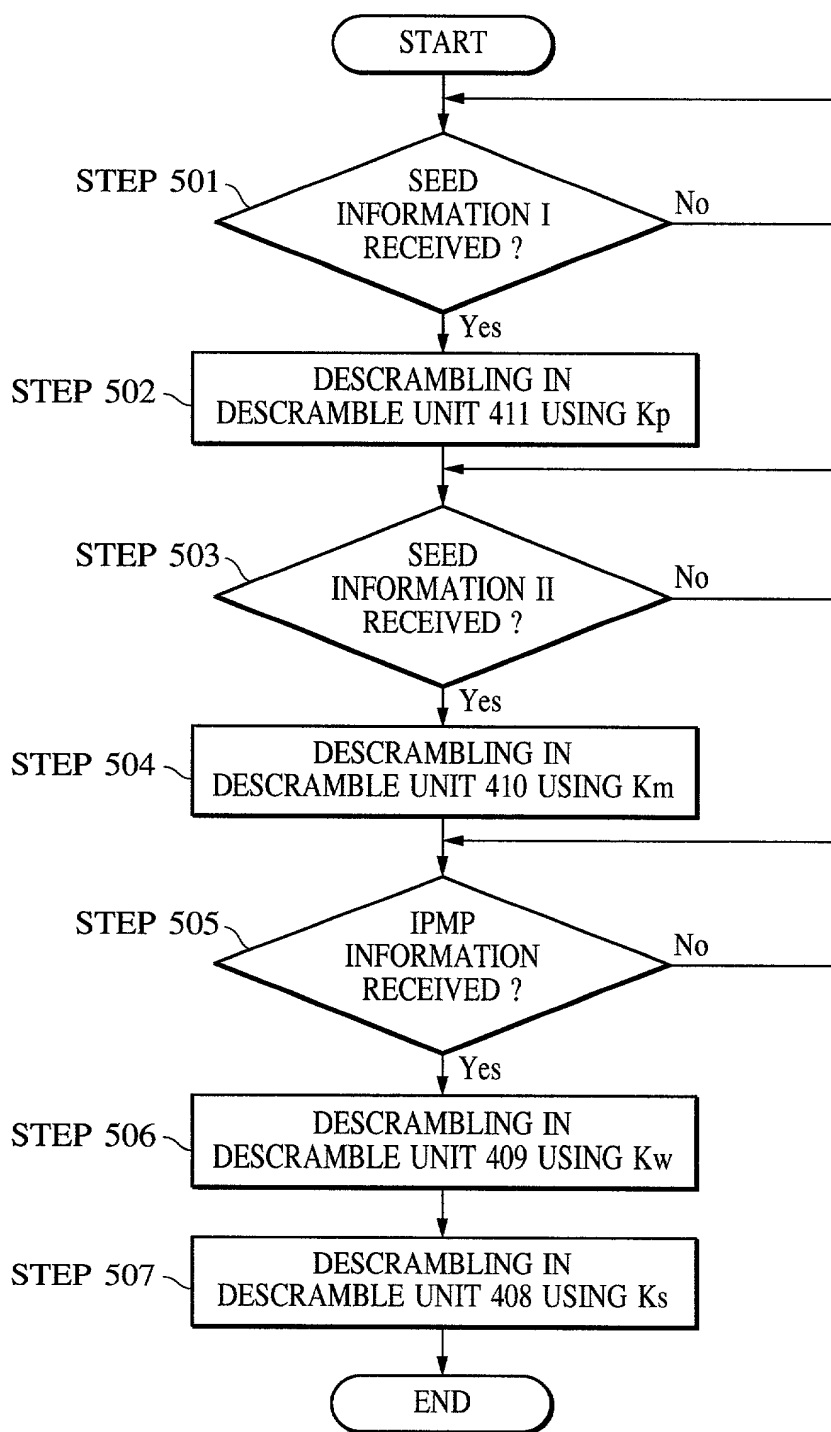 START
STEP 501
SEED
INFORMATION I
RECEIVED ?
No
Yes
STEP 502
DESCRAMBLING IN
DESCRAMBLE UNIT 411 USING Kp
STEP 503
SEED
INFORMATION II
RECEIVED ?
No
Yes
STEP 504
DESCRAMBLING IN
DESCRAMBLE UNIT 410 USING Km
STEP 505
IPMP
INFORMATION
RECEIVED ?
No
Yes
STEP 506
DESCRAMBLING IN
DESCRAMBLE UNIT 409 USING Kw
STEP 507
DESCRAMBLING IN
DESCRAMBLE UNIT 408 USING Ks
END